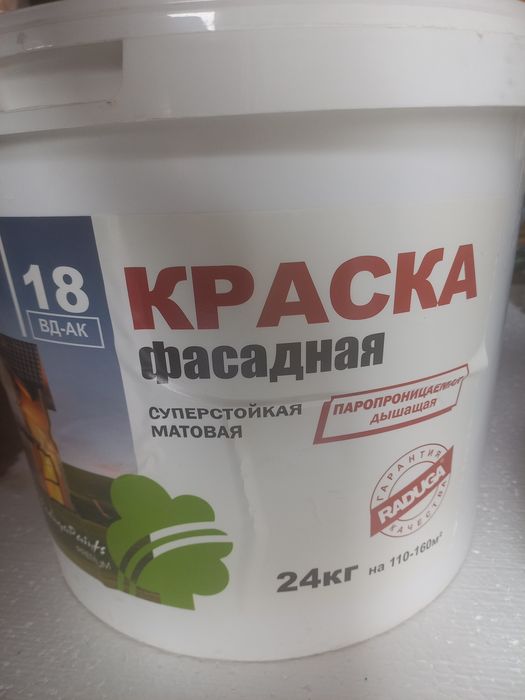 18
ВД-АК
КРАСКА
фасадная
СУПЕРСТОЙКАЯ
МАТОВАЯ
ПАРОПРОНИЦАЕМАЯ
дышащая
ГАРАНТИЯ
RADUGA
КАЧЕСТВА
24кг на 110-160м²